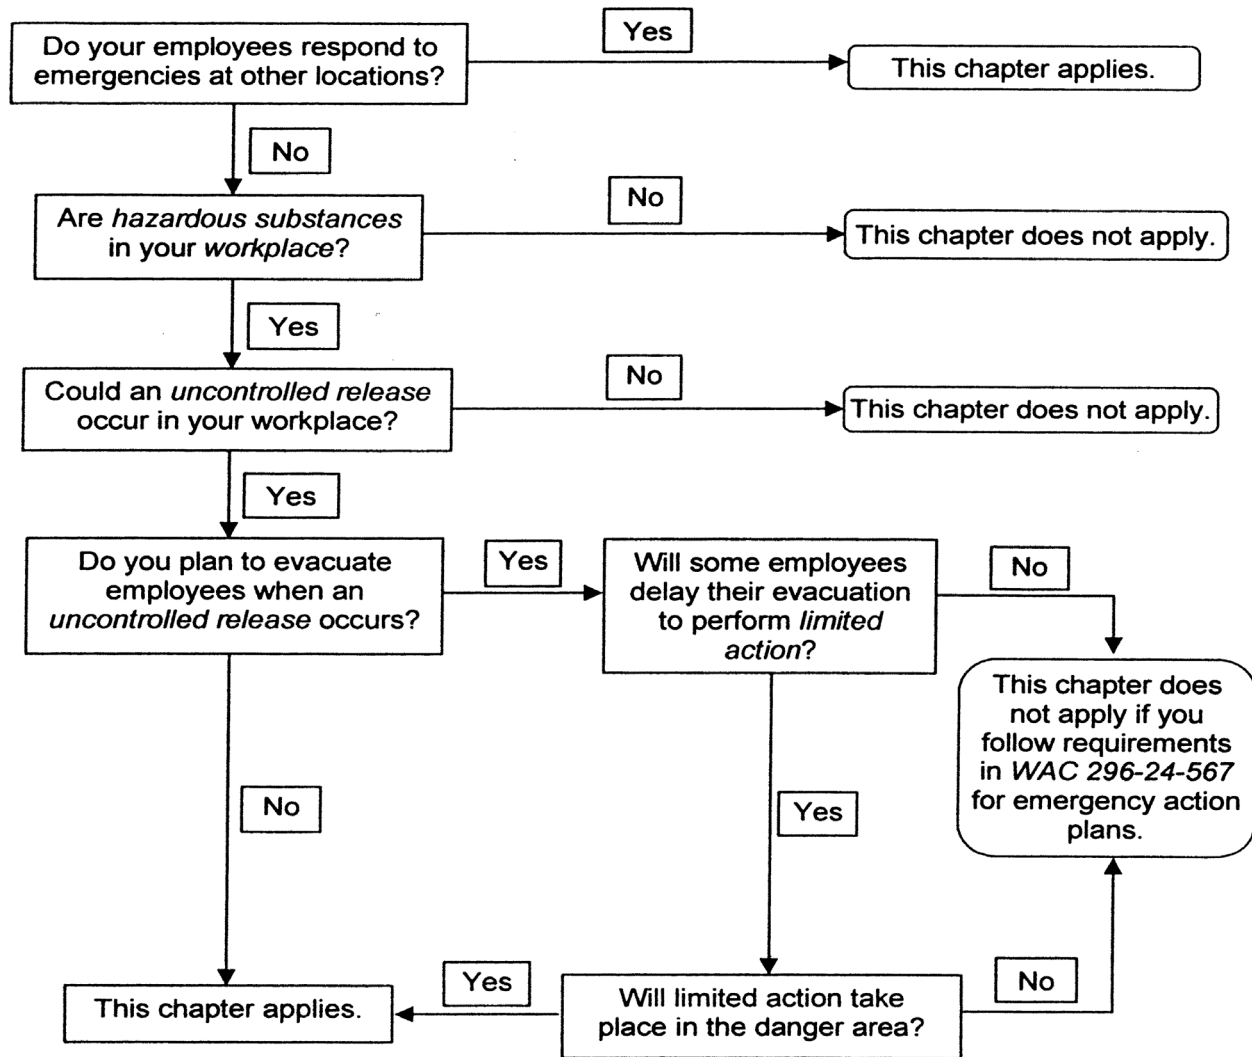 Do your employees respond to
emergencies at other locations?
Yes
This chapter applies.
No
Are hazardous substances
in your workplace?
No
This chapter does not apply.
Yes
Could an uncontrolled release
occur in your workplace?
No
This chapter does not apply.
Yes
Do you plan to evacuate
employees when an
uncontrolled release occurs?
Yes
Will some employees
delay their evacuation
to perform limited
action?
No
This chapter does
not apply if you
follow requirements
in WAC 296-24-567
for emergency action
plans.
No
Yes
This chapter applies.
Yes
Will limited action take
place in the danger area?
No